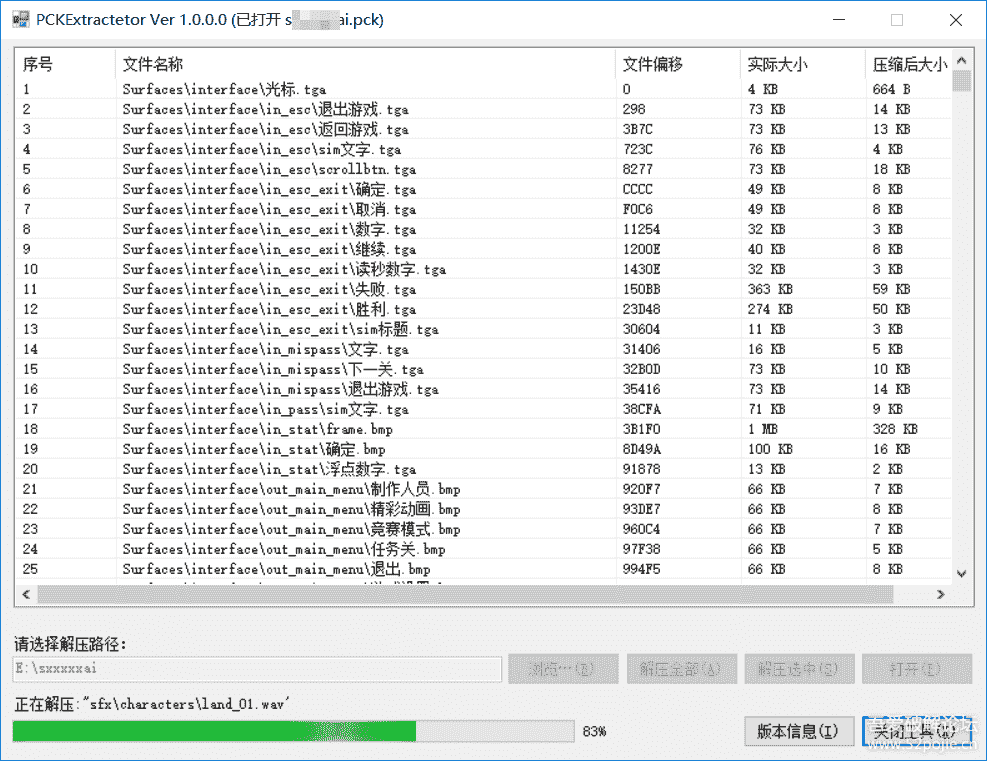 PCKExtractetor Ver 1.0.0.0 (已打开 s ai.pck)
序号 文件名称 文件偏移 实际大小 压缩后大小
1 Surfaces\interface\光标.tga 0 4 KB 664 B
2 Surfaces\interface\in_esc\退出游戏.tga 298 73 KB 14 KB
3 Surfaces\interface\in_esc\返回游戏.tga 3B7C 73 KB 13 KB
4 Surfaces\interface\in_esc\sim文字.tga 723C 76 KB 4 KB
5 Surfaces\interface\in_esc\scrollbtn.tga 8277 73 KB 18 KB
6 Surfaces\interface\in_esc_exit\确定.tga CCCC 49 KB 8 KB
7 Surfaces\interface\in_esc_exit\取消.tga F0C6 49 KB 8 KB
8 Surfaces\interface\in_esc_exit\数字.tga 11254 32 KB 3 KB
9 Surfaces\interface\in_esc_exit\继续.tga 1200E 40 KB 8 KB
10 Surfaces\interface\in_esc_exit\读秒数字.tga 1430E 32 KB 3 KB
11 Surfaces\interface\in_esc_exit\失败.tga 150BB 363 KB 59 KB
12 Surfaces\interface\in_esc_exit\胜利.tga 23D48 274 KB 50 KB
13 Surfaces\interface\in_esc_exit\sim标题.tga 30604 11 KB 3 KB
14 Surfaces\interface\in_mispass\文字.tga 31406 16 KB 5 KB
15 Surfaces\interface\in_mispass\下一关.tga 32B0D 73 KB 10 KB
16 Surfaces\interface\in_mispass\退出游戏.tga 35416 73 KB 14 KB
17 Surfaces\interface\in_pass\sim文字.tga 38CFA 71 KB 9 KB
18 Surfaces\interface\in_stat\frame.bmp 3B1F0 1 MB 328 KB
19 Surfaces\interface\in_stat\确定.bmp 8D49A 100 KB 16 KB
20 Surfaces\interface\in_stat\浮点数字.tga 91878 13 KB 2 KB
21 Surfaces\interface\out_main_menu\制作人员.bmp 920F7 66 KB 7 KB
22 Surfaces\interface\out_main_menu\精彩动画.bmp 93DE7 66 KB 8 KB
23 Surfaces\interface\out_main_menu\竞赛模式.bmp 960C4 66 KB 7 KB
24 Surfaces\interface\out_main_menu\任务关.bmp 97F38 66 KB 5 KB
25 Surfaces\interface\out_main_menu\退出.bmp 994F5 66 KB 8 KB
请选择解压路径:
E:\sxxxxxai 浏览…(B) 解压全部(A) 解压选中(S) 打开(E)
正在解压:"sfx\characters\land_01.wav"
83% 版本信息(I) 关闭工具(X)
吾爱破解论坛
www.52pojie.cn